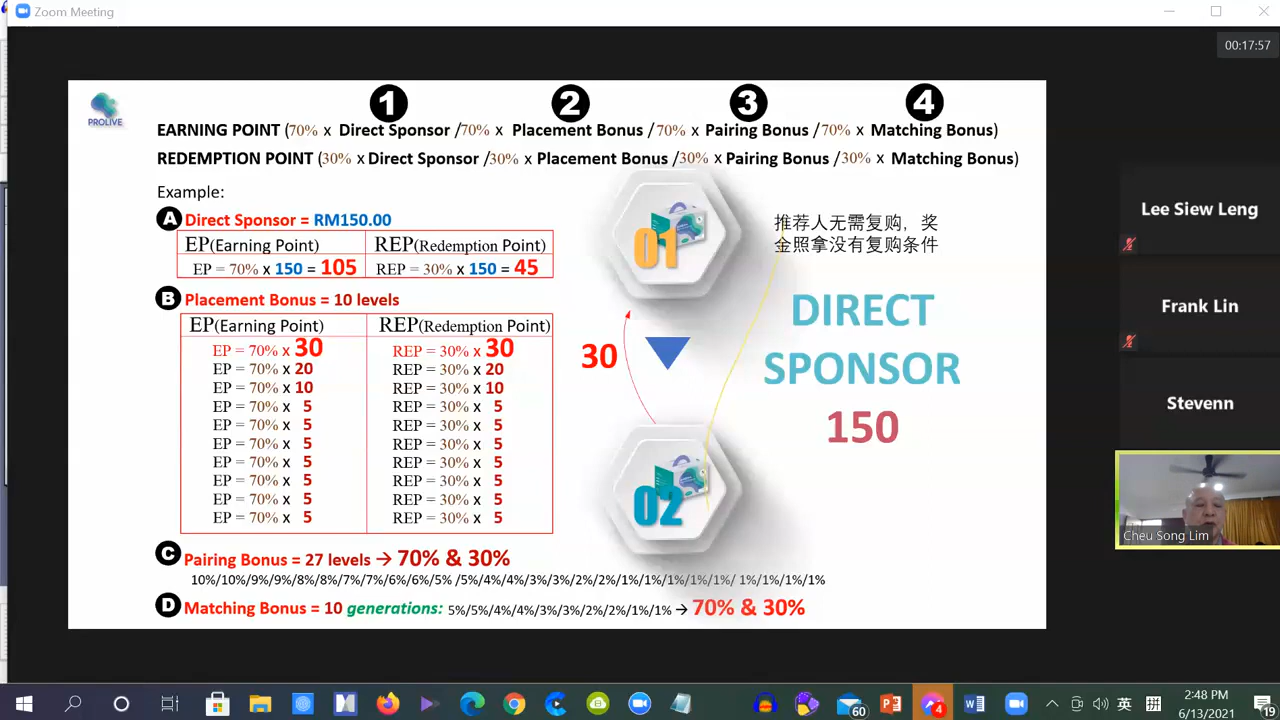 Zoom Meeting
00:17:57
PROLIVE
1 2 3 4
EARNING POINT (70% x Direct Sponsor /70% x Placement Bonus / 70% x Pairing Bonus / 70% x Matching Bonus)
REDEMPTION POINT (30% x Direct Sponsor /30% x Placement Bonus /30% x Pairing Bonus /30% x Matching Bonus)
Example:
A Direct Sponsor = RM150.00
EP(Earning Point) REP(Redemption Point)
EP = 70% x 150 = 105 REP = 30% x 150 = 45
B Placement Bonus = 10 levels
EP(Earning Point) REP(Redemption Point)
EP = 70% x 30 REP = 30% x 30
EP = 70% x 20 REP = 30% x 20
EP = 70% x 10 REP = 30% x 10
EP = 70% x 5 REP = 30% x 5
EP = 70% x 5 REP = 30% x 5
EP = 70% x 5 REP = 30% x 5
EP = 70% x 5 REP = 30% x 5
EP = 70% x 5 REP = 30% x 5
EP = 70% x 5 REP = 30% x 5
EP = 70% x 5 REP = 30% x 5
C Pairing Bonus = 27 levels → 70% & 30%
10%/10%/9%/9%/8%/8%/7%/7%/6%/6%/5% /5%/4%/4%/3%/3%/2%/2%/1%/1%/1%/1%/1%/ 1%/1%/1%/1%
D Matching Bonus = 10 generations: 5%/5%/4%/4%/3%/3%/2%/2%/1%/1% → 70% & 30%
01
30
02
推荐人无需复购，奖
金照拿没有复购条件
DIRECT
SPONSOR
150
Lee Siew Leng
Frank Lin
Stevenn
Cheu Song Lim
60
4
英
拼
2:48 PM
6/13/2021
19